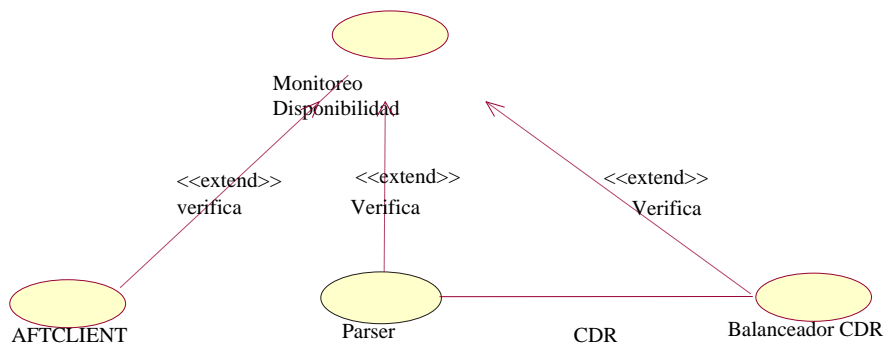 Monitoreo
Disponibilidad
<<extend>>
verifica
<<extend>>
Verifica
<<extend>>
Verifica
AFTCLIENT
Parser
CDR
Balanceador CDR